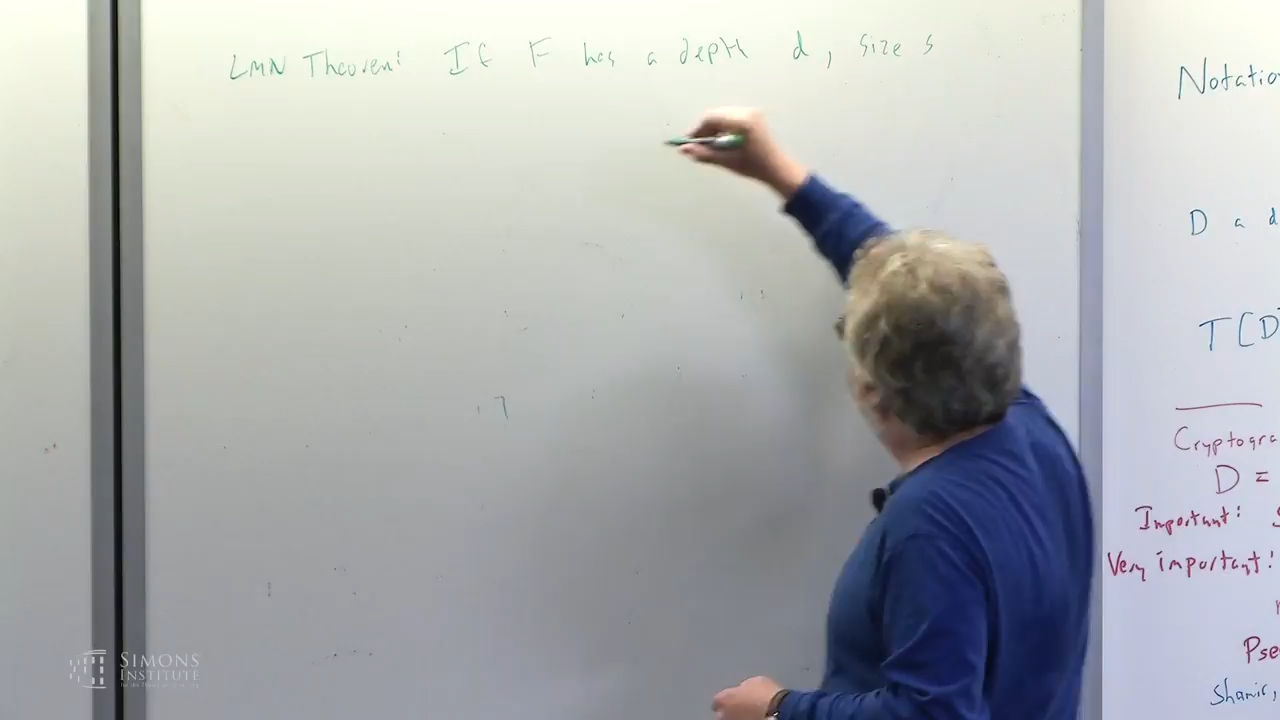 LMN Theorem: If F has a depth d, size s
Notatio
D a d
T(D
Cryptogra
D =
Important: S
Very important:
Pse
Shamir,
SIMONS
INSTITUTE